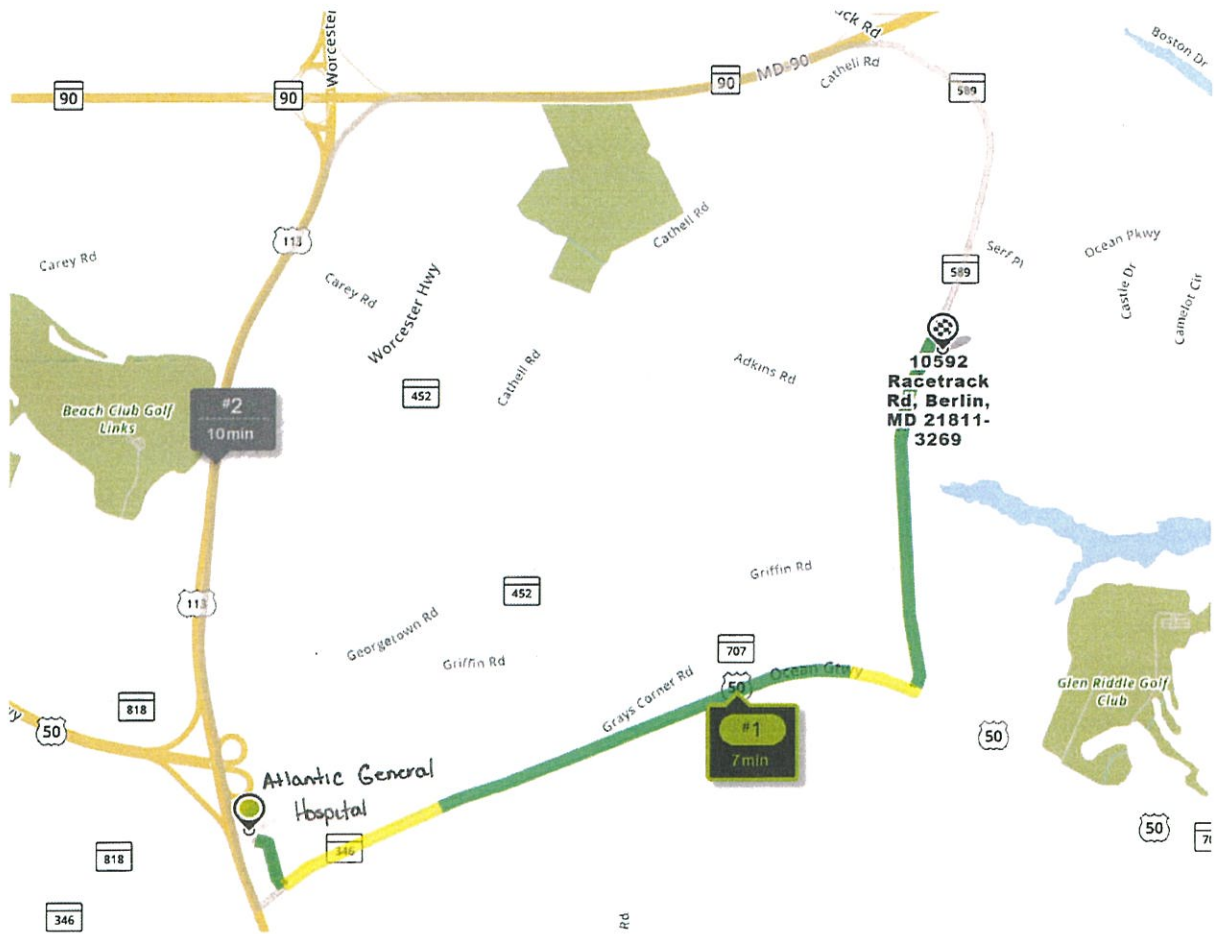 Worcester
ck Rd
Boston Dr
MD-90
Cathell Rd
90
90
90
589
113
Cathell Rd
Carey Rd
Carey Rd
Worcester Hwy
589
Serf Pl
Ocean Pkwy
Castle Dr
Camelot Cir
Cathell Rd
Adkins Rd
10592
Racetrack
Rd, Berlin,
MD 21811-
3269
452
#2
10min
Beach Club Golf
Links
Griffin Rd
452
113
Georgetown Rd
Griffin Rd
707
50
Ocean Gtwy
Grays Corner Rd
Glen Riddle Golf
Club
818
50
#1
7min
50
Atlantic General
Hospital
346
818
50
346
Rd